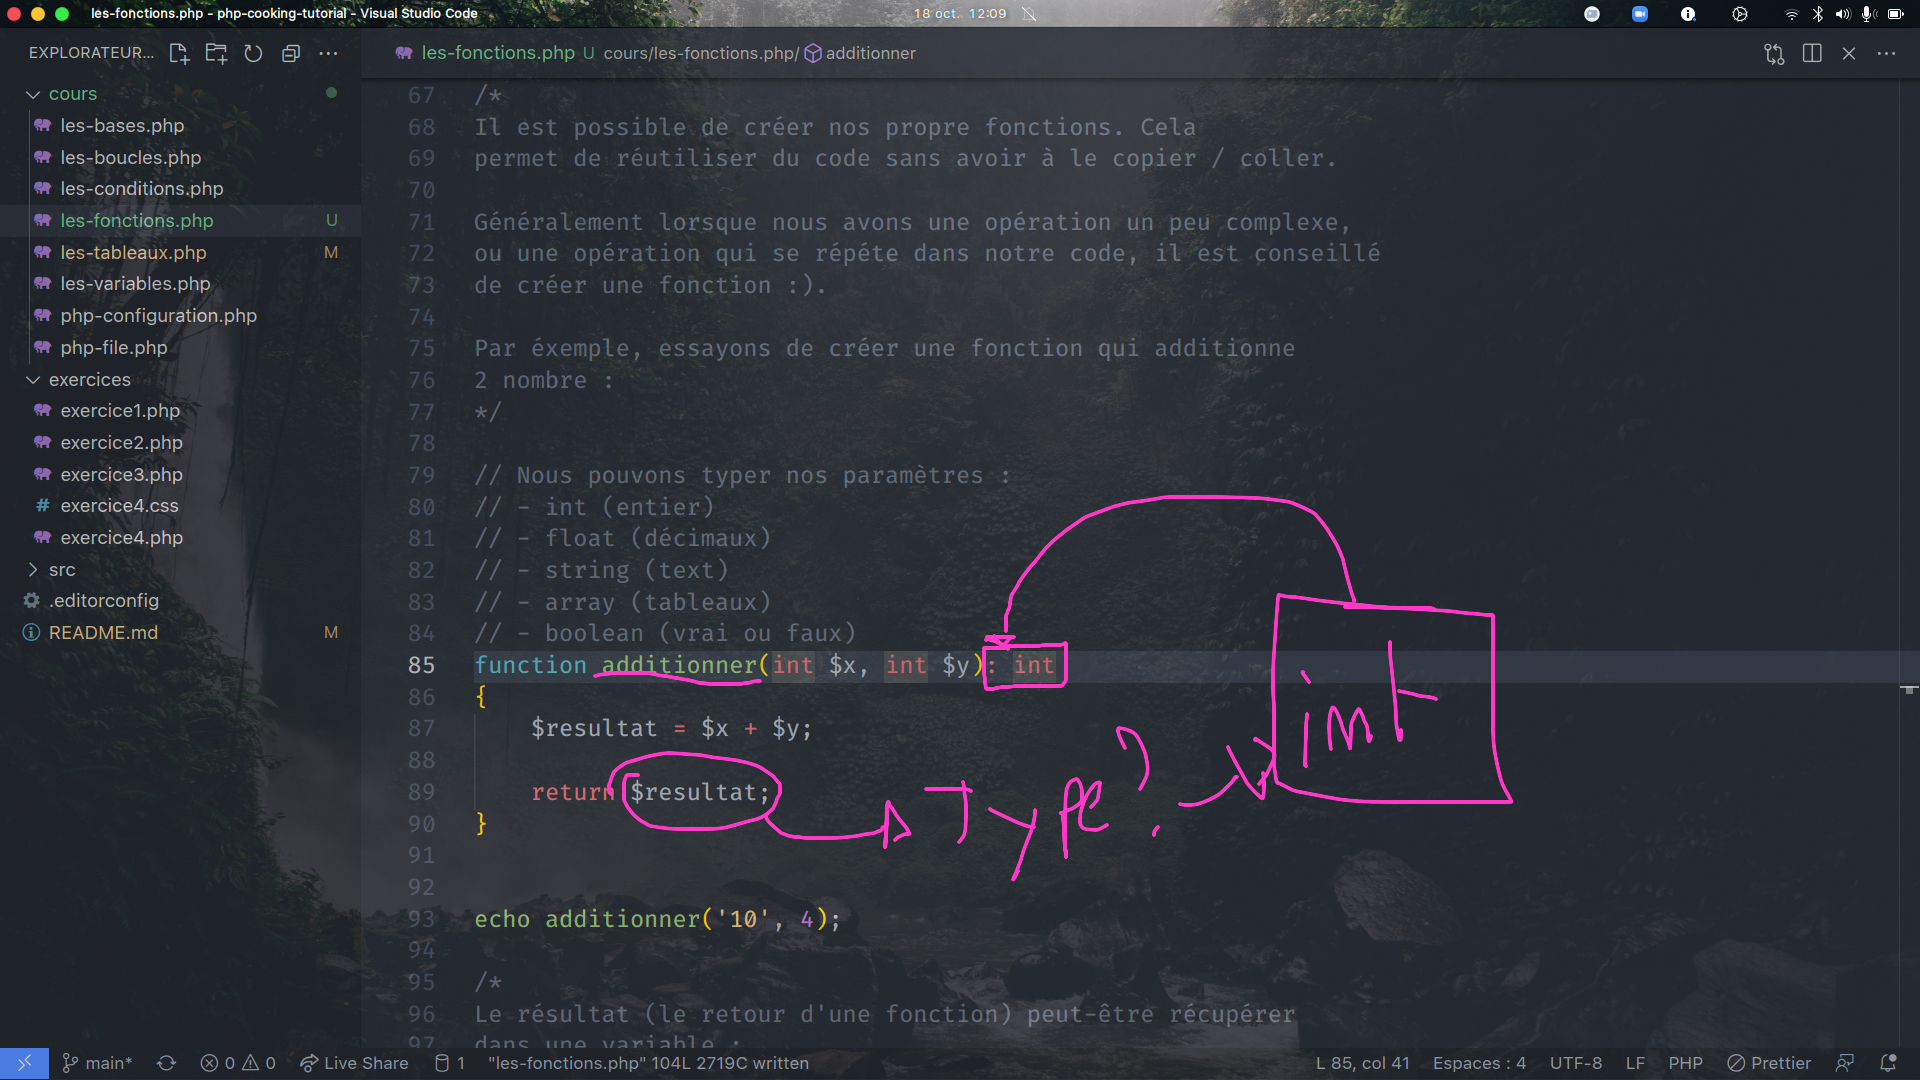 les-fonctions.php - php-cooking-tutorial - Visual Studio Code
18 oct. 12:09
EXPLORATEUR...
cours
les-bases.php
les-boucles.php
les-conditions.php
les-fonctions.php U
les-tableaux.php M
les-variables.php
php-configuration.php
php-file.php
exercices
exercice1.php
exercice2.php
exercice3.php
# exercice4.css
exercice4.php
src
.editorconfig
README.md M
les-fonctions.php U cours/les-fonctions.php/ additionner
67 /*
68 Il est possible de créer nos propre fonctions. Cela
69 permet de réutiliser du code sans avoir à le copier / coller.
70
71 Généralement lorsque nous avons une opération un peu complexe,
72 ou une opération qui se répéte dans notre code, il est conseillé
73 de créer une fonction :).
74
75 Par éxemple, essayons de créer une fonction qui additionne
76 2 nombre :
77 */
78
79 // Nous pouvons typer nos paramètres :
80 // - int (entier)
81 // - float (décimaux)
82 // - string (text)
83 // - array (tableaux)
84 // - boolean (vrai ou faux)
85 function additionner(int $x, int $y): int
86 {
87 $resultat = $x + $y;
88
89 return $resultat;
90 }
91
92
93 echo additionner('10', 4);
94
95 /*
96 Le résultat (le retour d'une fonction) peut-être récupérer
97 dans une variable :
Type ?
int
main* 0 0 Live Share 1 "les-fonctions.php" 104L 2719C written
L 85, col 41 Espaces : 4 UTF-8 LF PHP Prettier